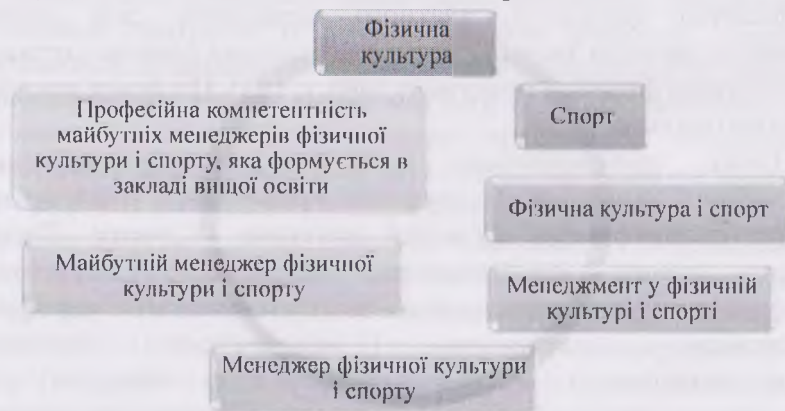 Фізична
культура
Спорт
Фізична культура і спорт
Менеджмент у фізичній
культурі і спорті
Менеджер фізичної культури
і спорту
Майбутній менеджер фізичної
культури і спорту
Професійна компетентність
майбутніх менеджерів фізичної
культури і спорту, яка формується в
закладі вищої освіти